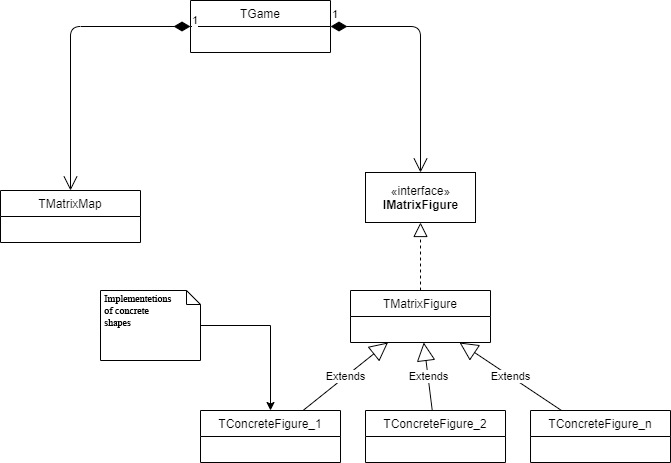 TGame
1
1
TMatrixMap
«interface»
IMatrixFigure
Implementetions
of concrete
shapes
TMatrixFigure
Extends
Extends
Extends
TConcreteFigure_1
TConcreteFigure_2
TConcreteFigure_n